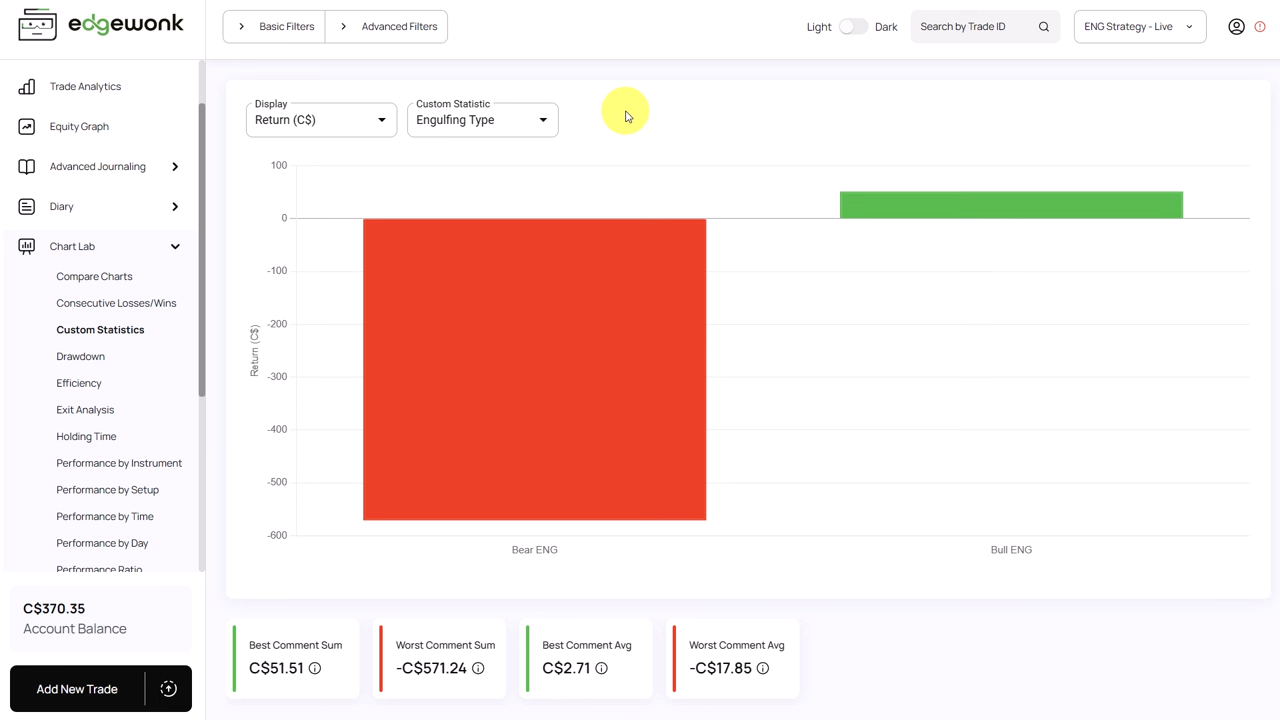 edgewonk
Basic Filters
Advanced Filters
Light
Dark
Search by Trade ID
ENG Strategy - Live
Trade Analytics
Equity Graph
Advanced Journaling
Diary
Chart Lab
Compare Charts
Consecutive Losses/Wins
Custom Statistics
Drawdown
Efficiency
Exit Analysis
Holding Time
Performance by Instrument
Performance by Setup
Performance by Time
Performance by Day
Performance Ratio
C$370.35
Account Balance
Add New Trade
Display
Return (C$)
Custom Statistic
Engulfing Type
100
0
-100
-200
-300
-400
-500
-600
Return (C$)
Bear ENG
Bull ENG
Best Comment Sum
C$51.51
Worst Comment Sum
-C$571.24
Best Comment Avg
C$2.71
Worst Comment Avg
-C$17.85